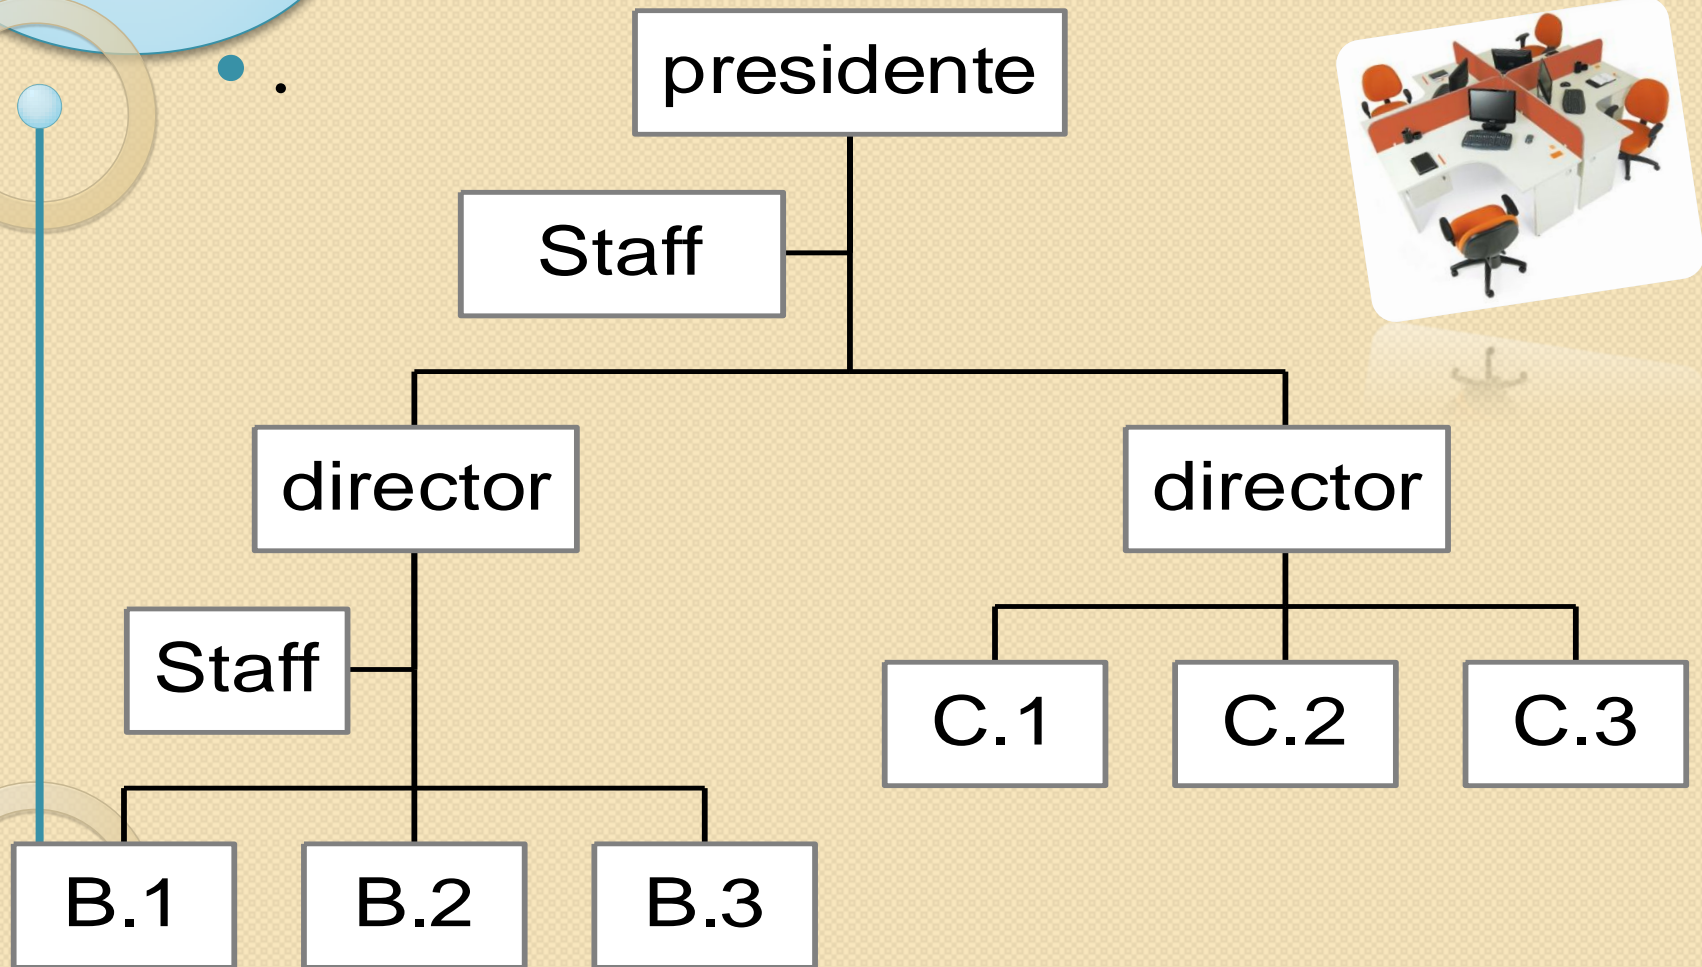 .
presidente
Staff
director
director
Staff
C.1
C.2
C.3
B.1
B.2
B.3